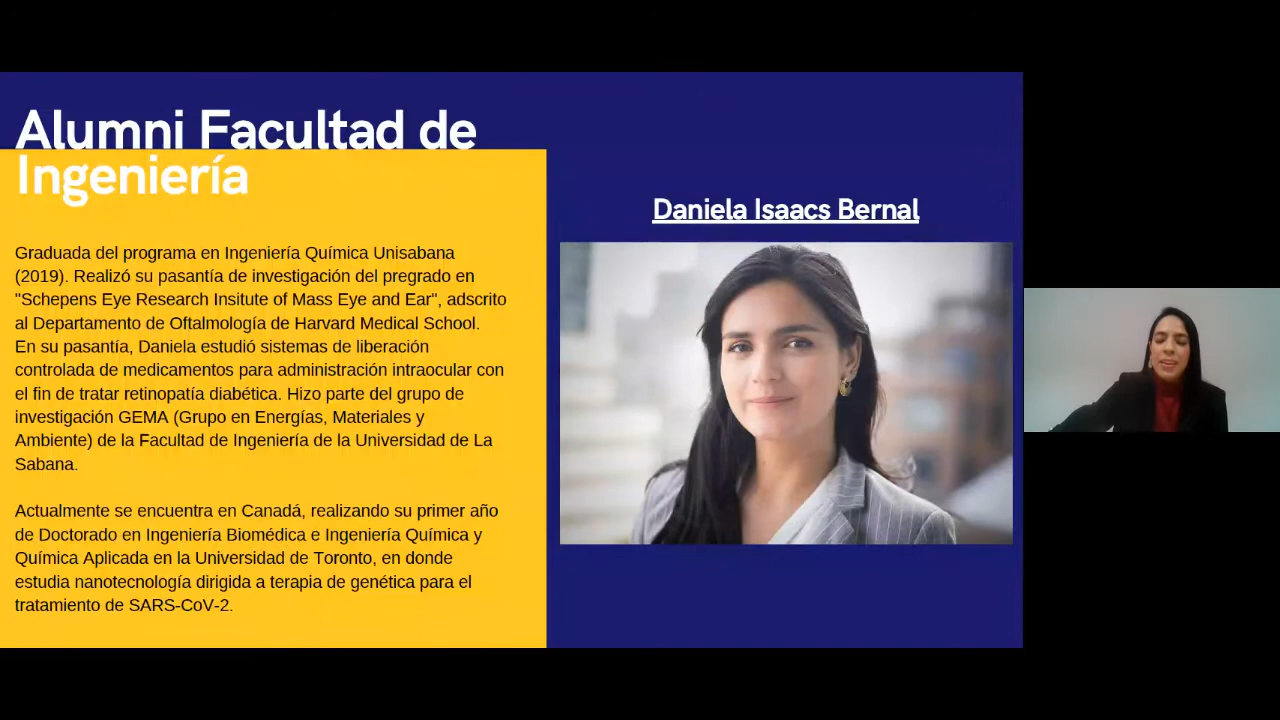 Alumni Facultad de
Ingeniería
Daniela Isaacs Bernal
Graduada del programa en Ingeniería Química Unisabana
(2019). Realizó su pasantía de investigación del pregrado en
"Schepens Eye Research Insitute of Mass Eye and Ear", adscrito
al Departamento de Oftalmología de Harvard Medical School.
En su pasantía, Daniela estudió sistemas de liberación
controlada de medicamentos para administración intraocular con
el fin de tratar retinopatía diabética. Hizo parte del grupo de
investigación GEMA (Grupo en Energías, Materiales y
Ambiente) de la Facultad de Ingeniería de la Universidad de La
Sabana.
Actualmente se encuentra en Canadá, realizando su primer año
de Doctorado en Ingeniería Biomédica e Ingeniería Química y
Química Aplicada en la Universidad de Toronto, en donde
estudia nanotecnología dirigida a terapia de genética para el
tratamiento de SARS-CoV-2.